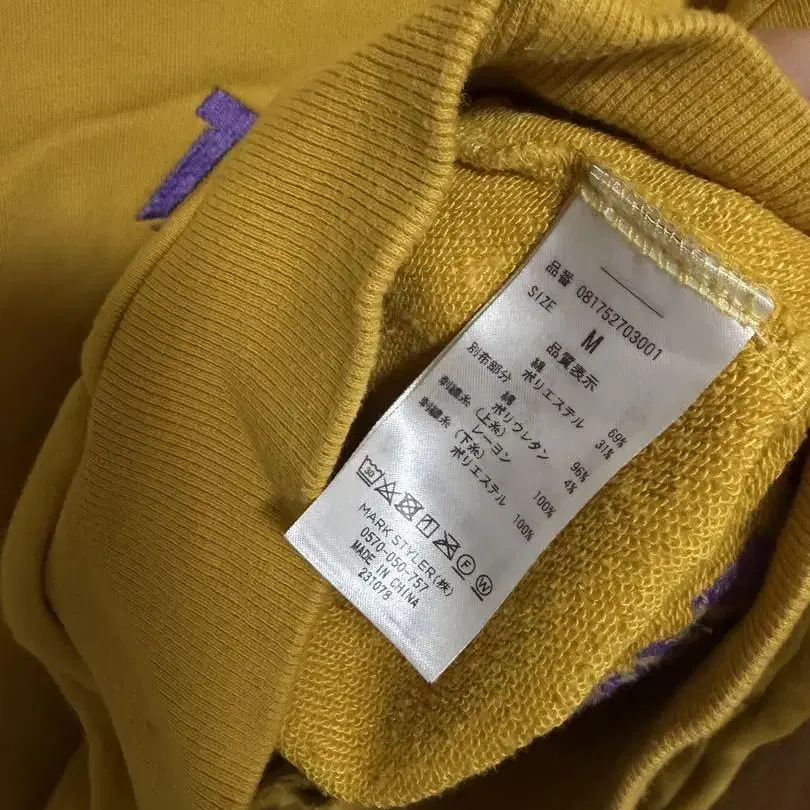 品番 081752703001
SIZE M
品質表示
綿 69%
ポリエステル 31%
別布部分 綿 96%
ポリウレタン 4%
刺繍糸(上糸)
レーヨン 100%
刺繍糸(下糸)
ポリエステル 100%
30
F W
MARK STYLER(株)
0570-050-757
MADE IN CHINA
231078